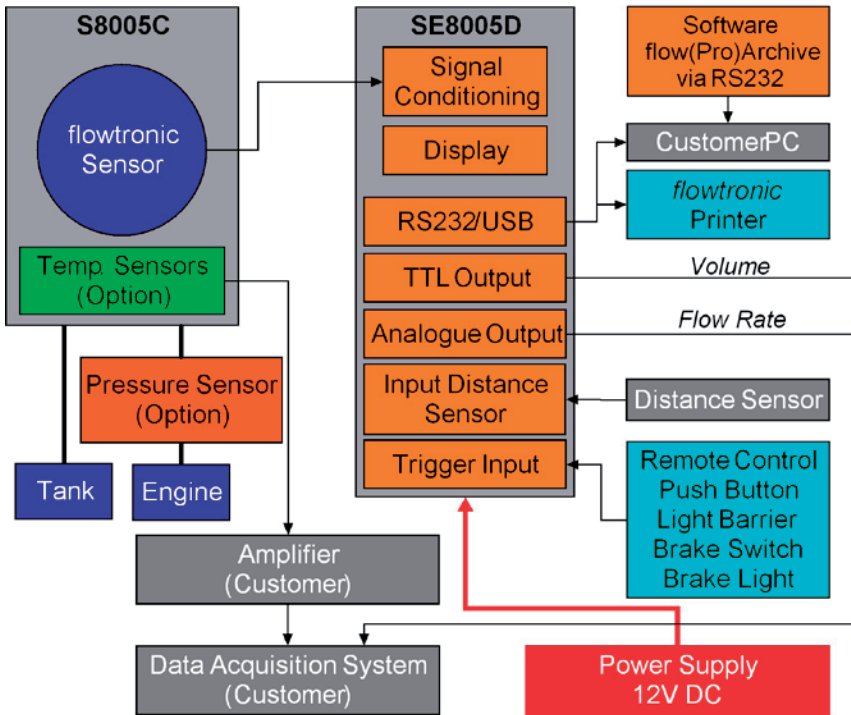 S8005C
flowtronic
Sensor
Temp. Sensors
(Option)
Pressure Sensor
(Option)
Tank
Engine
Amplifier
(Customer)
Data Acquisition System
(Customer)
SE8005D
Signal
Conditioning
Display
RS232/USB
TTL Output
Analogue Output
Input Distance
Sensor
Trigger Input
Software
flow(Pro)Archive
via RS232
Customer PC
flowtronic
Printer
Volume
Flow Rate
Distance Sensor
Remote Control
Push Button
Light Barrier
Brake Switch
Brake Light
Power Supply
12V DC